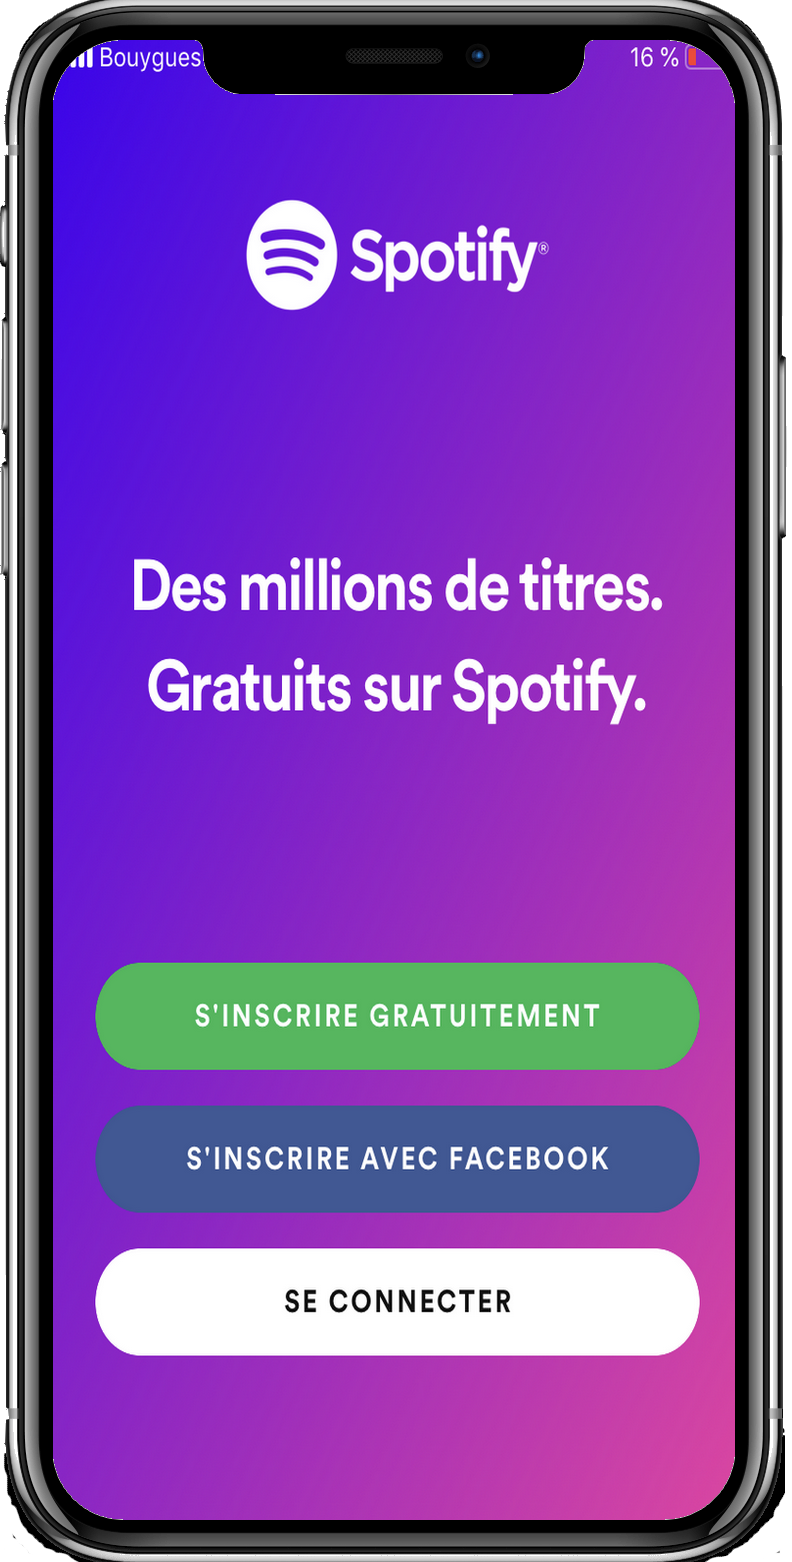 Bouygues 16 %
Spotify®
Des millions de titres.
Gratuits sur Spotify.
S'INSCRIRE GRATUITEMENT
S'INSCRIRE AVEC FACEBOOK
SE CONNECTER